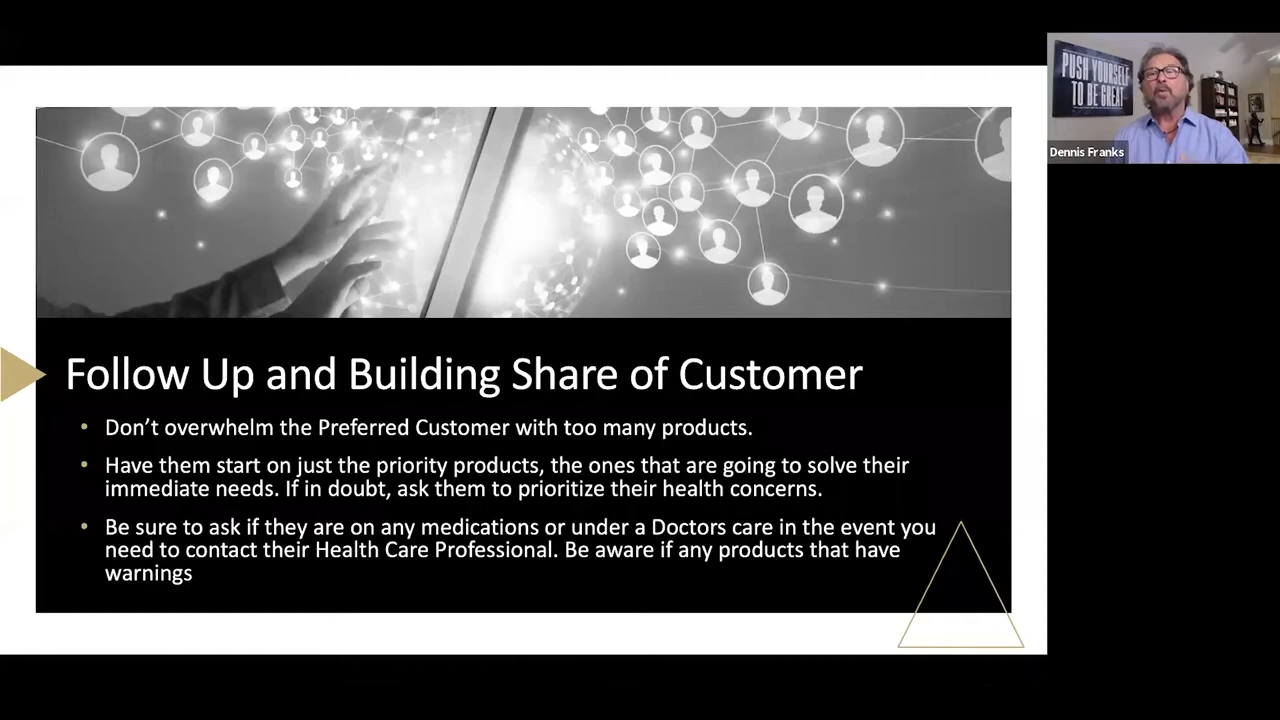 PUSH YOURSELF
TO BE GREAT
Dennis Franks
Follow Up and Building Share of Customer
• Don’t overwhelm the Preferred Customer with too many products.
• Have them start on just the priority products, the ones that are going to solve their
immediate needs. If in doubt, ask them to prioritize their health concerns.
• Be sure to ask if they are on any medications or under a Doctors care in the event you
need to contact their Health Care Professional. Be aware if any products that have
warnings